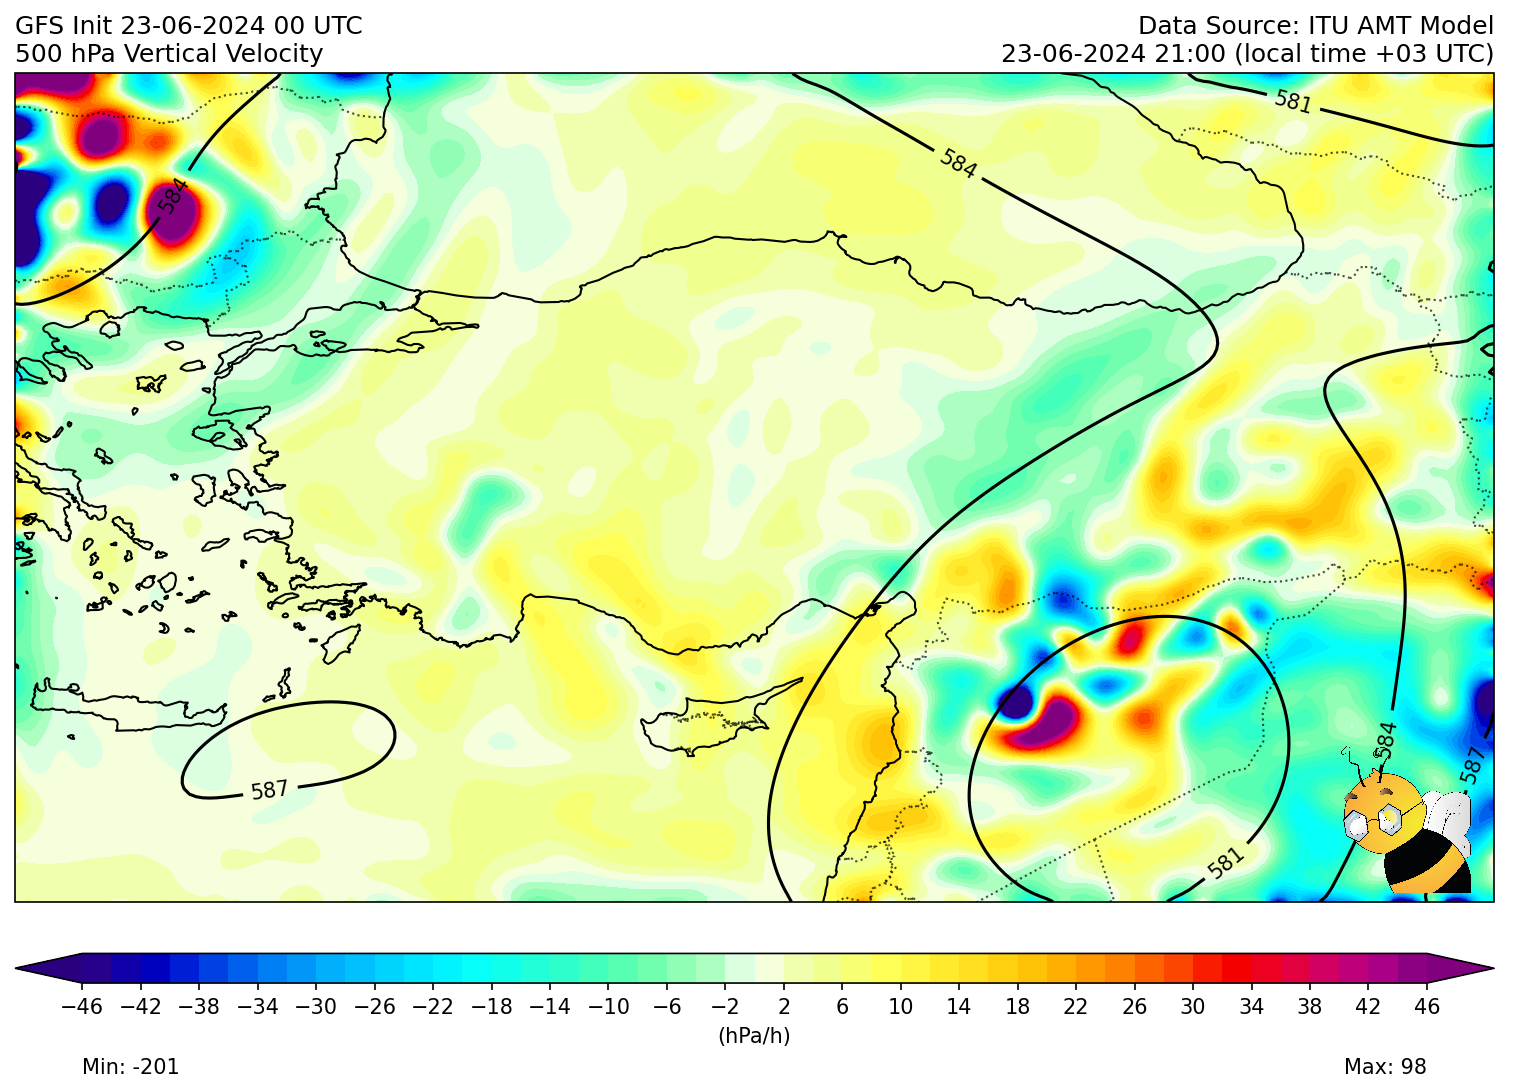 GFS Init 23-06-2024 00 UTC
500 hPa Vertical Velocity
Data Source: ITU AMT Model
23-06-2024 21:00 (local time +03 UTC)
581
584
584
587
584
587
581
−46 −42 −38 −34 −30 −26 −22 −18 −14 −10 −6 −2 2 6 10 14 18 22 26 30 34 38 42 46
(hPa/h)
Min: -201
Max: 98